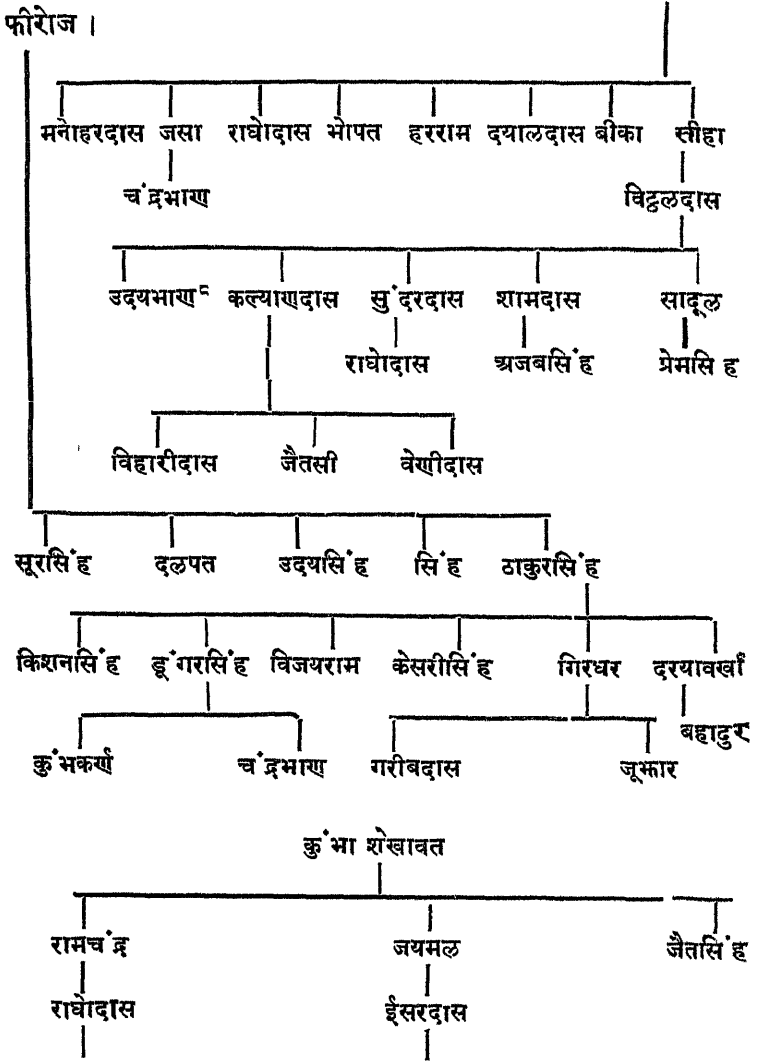 फीरोज ।
मनोहरदास जसा राघोदास भोपत हरराम दयालदास बीका सीहा
चंद्रभाण विट्ठलदास
उदयभाण८ कल्याणदास सुंदरदास शामदास सादूल
राघोदास अजबसिंह प्रेमसिह
विहारीदास जैतसी वेणीदास
सूरसिंह दलपत उदयसिंह सिंह ठाकुरसिंह
किशनसिंह डूंगरसिंह विजयराम केसरीसिंह गिरधर दरयावखाँ
बहादुर
कुंभकर्ण चंद्रभाण गरीबदास जूझार
कुंभा शेखावत
रामचंद्र जयमल जैतसिंह
राघोदास ईसरदास